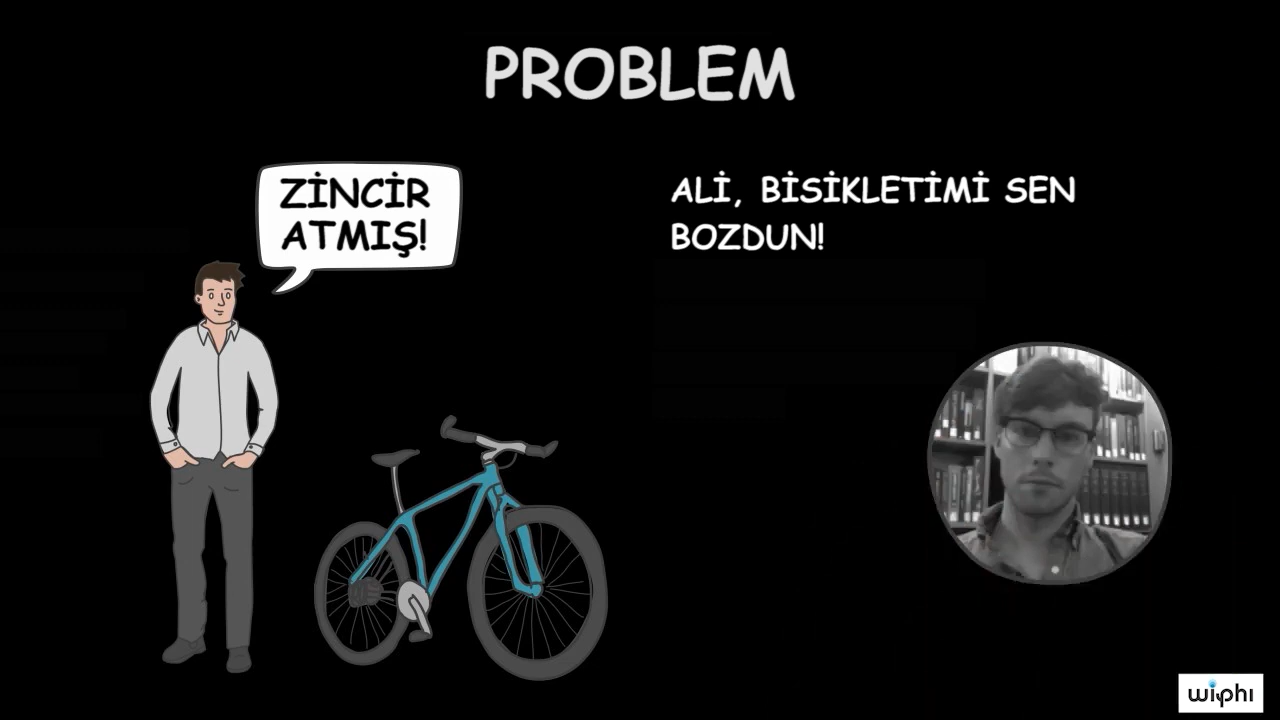 PROBLEM
ZİNCİR
ATMIŞ!
ALİ, BİSİKLETİMİ SEN
BOZDUN!
wiphi